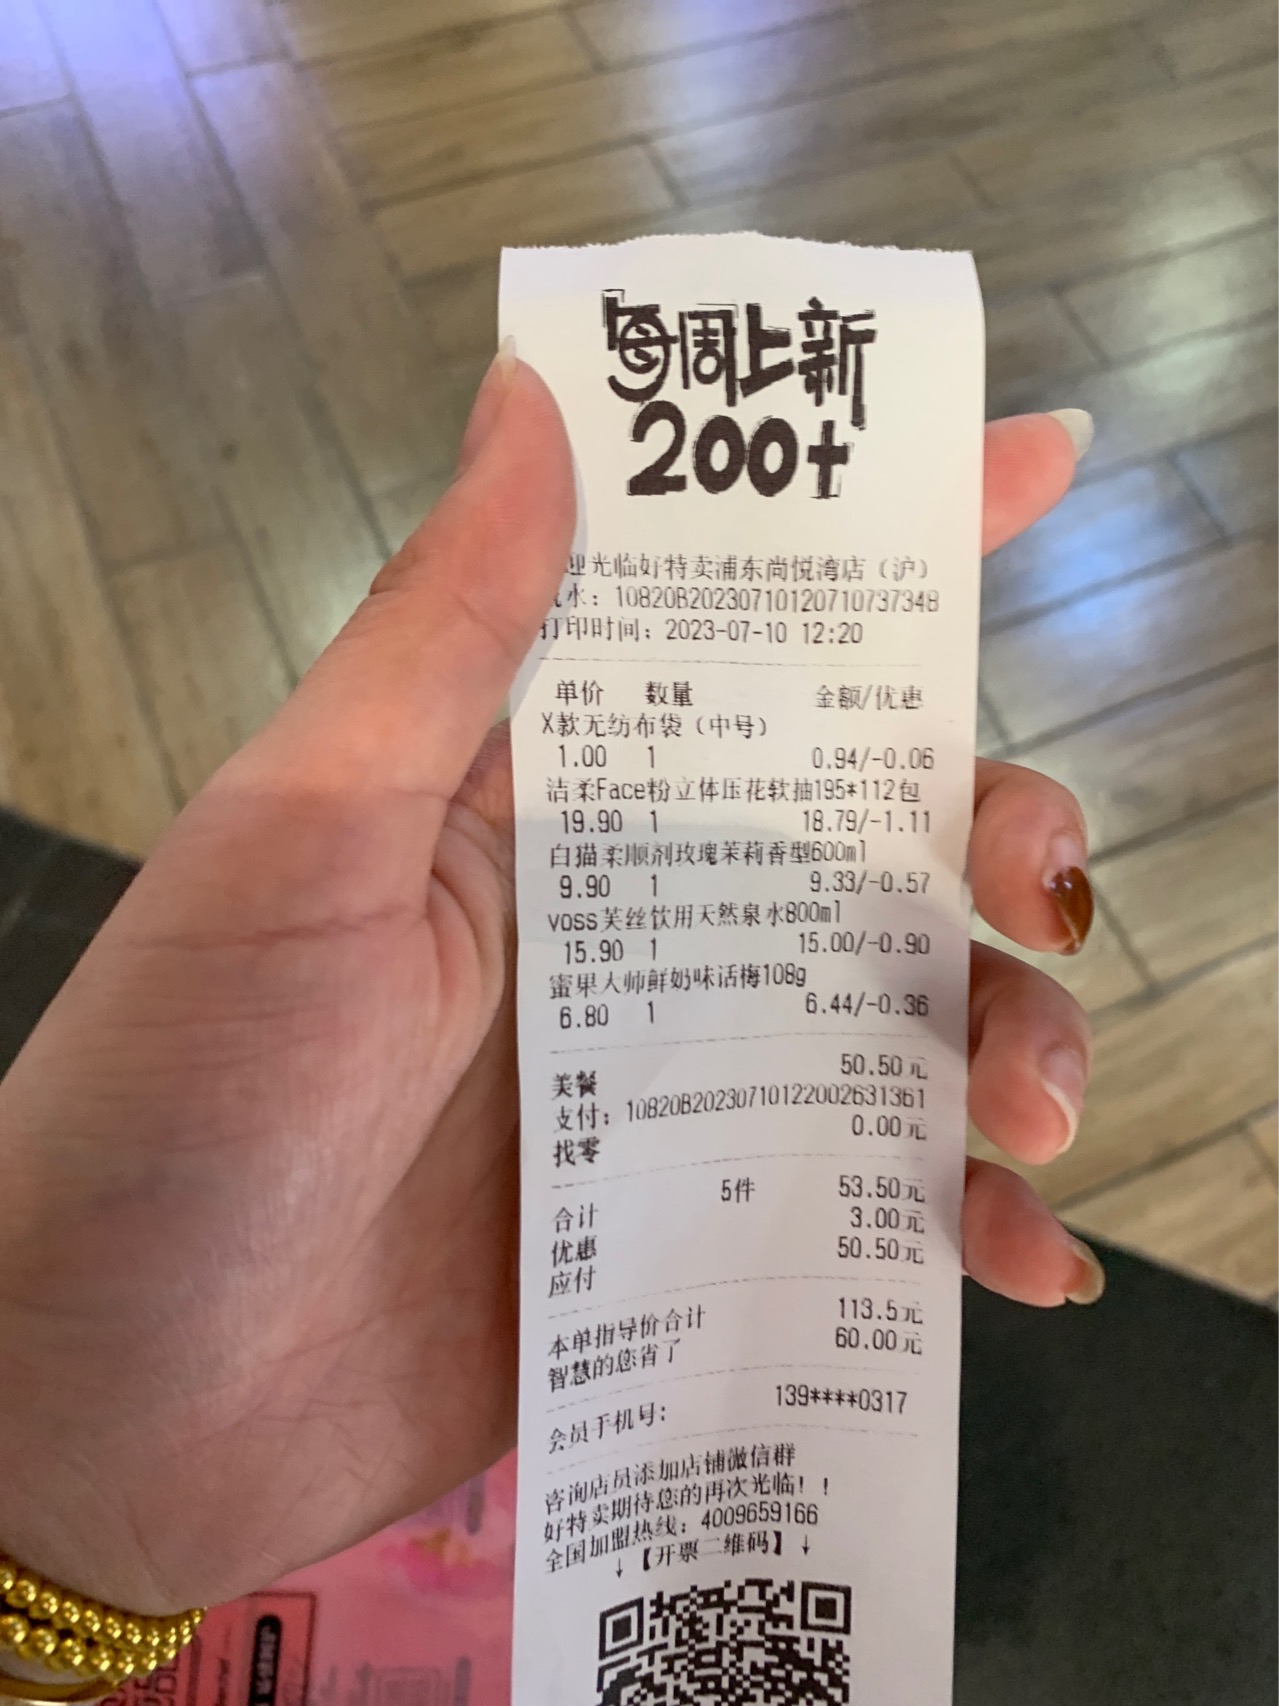 每周上新
200+
迎光临好特卖浦东尚悦湾店（沪）
水：10820B20230710120710737348
打印时间：2023-07-10 12:20
单价 数量 金额/优惠
X款无纺布袋（中号）
1.00 1 0.94/-0.06
洁柔Face粉立体压花软抽195*112包
19.90 1 18.79/-1.11
白猫柔顺剂玫瑰茉莉香型600ml
9.90 1 9.33/-0.57
voss芙丝饮用天然泉水800ml
15.90 1 15.00/-0.90
蜜果大师鲜奶味话梅108g
6.80 1 6.44/-0.36
美餐 50.50元
支付：10820B20230710122002631361
找零 0.00元
合计 5件 53.50元
优惠 3.00元
应付 50.50元
本单指导价合计 113.5元
智慧的您省了 60.00元
会员手机号： 139****0317
咨询店员添加店铺微信群
好特卖期待您的再次光临！！
全国加盟热线：4009659166
↓【开票二维码】↓